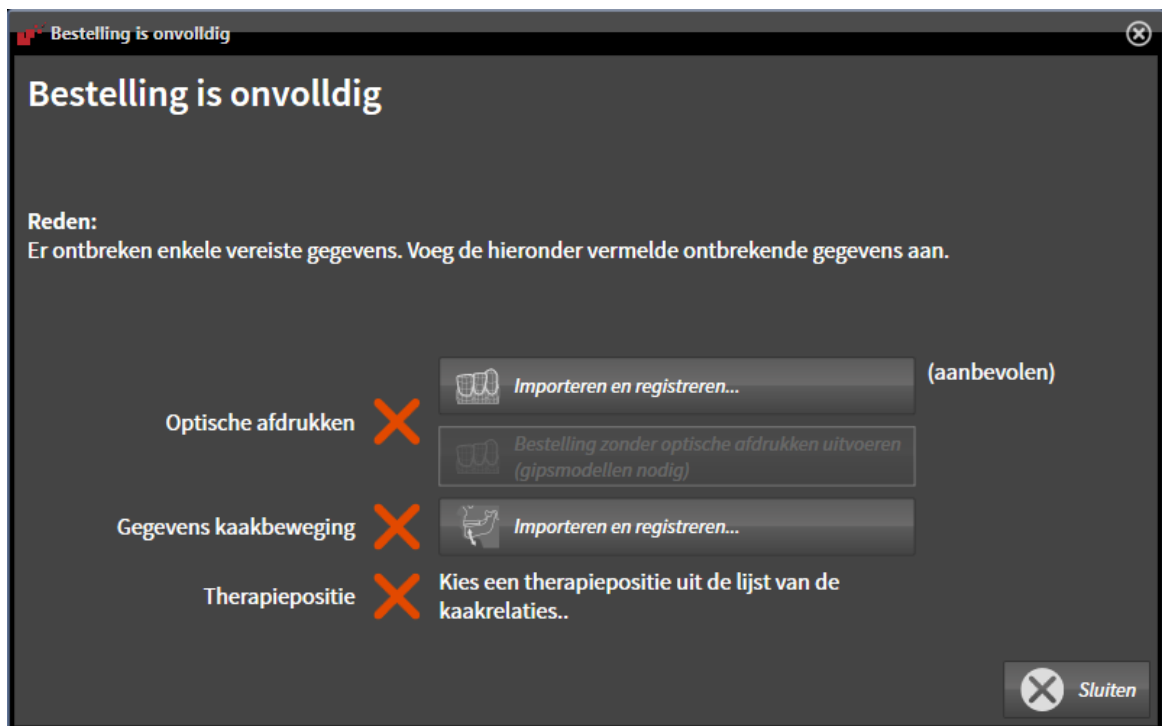 Bestelling is onvolldig
Bestelling is onvolldig
Reden:
Er ontbreken enkele vereiste gegevens. Voeg de hieronder vermelde ontbrekende gegevens aan.
Optische afdrukken
Importeren en registreren...
(aanbevolen)
Bestelling zonder optische afdrukken uitvoeren
(gipsmodellen nodig)
Gegevens kaakbeweging
Importeren en registreren...
Therapiepositie
Kies een therapiepositie uit de lijst van de
kaakrelaties..
Sluiten